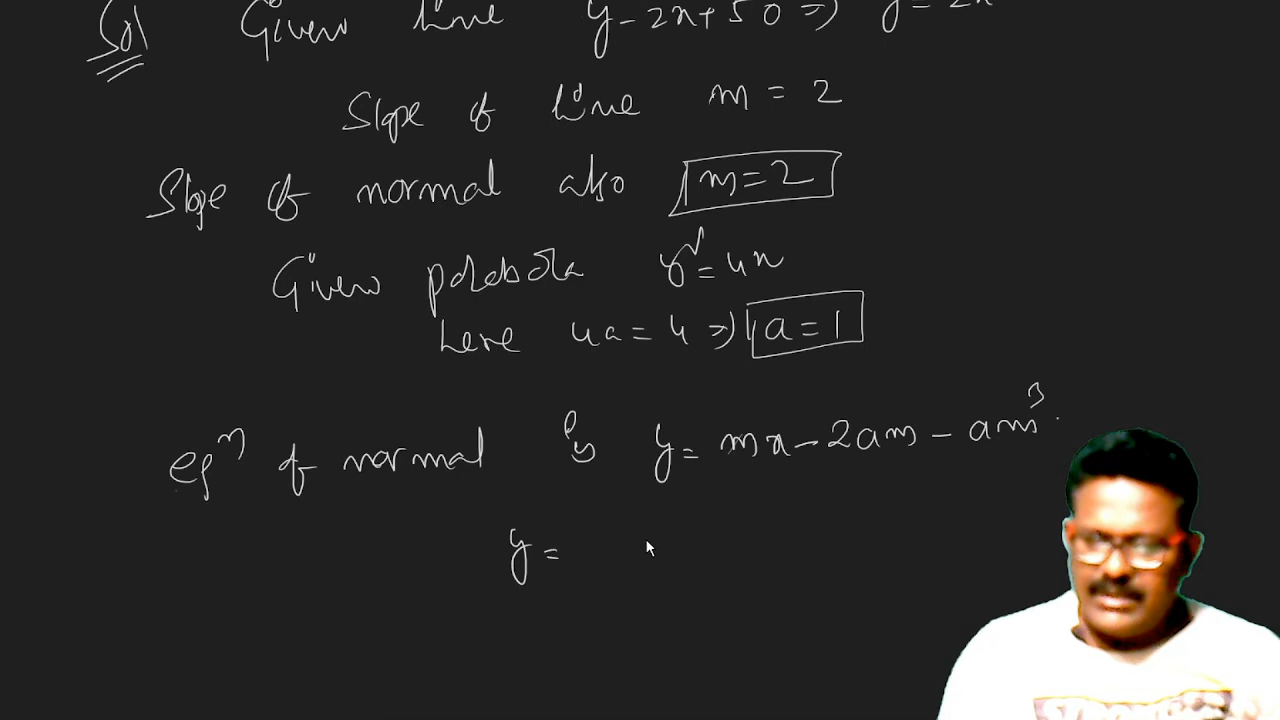 Sol Given line y - 2x + 5 0 => y = 2x
Slope of line m = 2
Slope of normal also m = 2
Given parabola y² = 4x
here 4a = 4 => a = 1
eqⁿ of normal is y = mx - 2am - am³.
y =